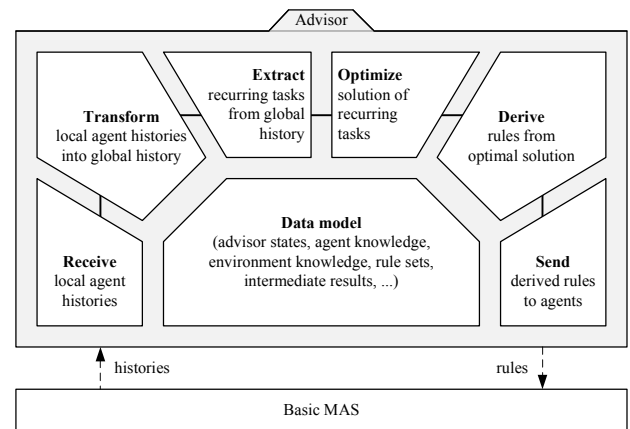 Advisor
Extract
recurring tasks
from global
history
Optimize
solution of
recurring
tasks
Transform
local agent histories
into global history
Derive
rules from
optimal solution
Data model
(advisor states, agent knowledge,
environment knowledge, rule sets,
intermediate results, ...)
Receive
local agent
histories
Send
derived rules
to agents
histories
rules
Basic MAS